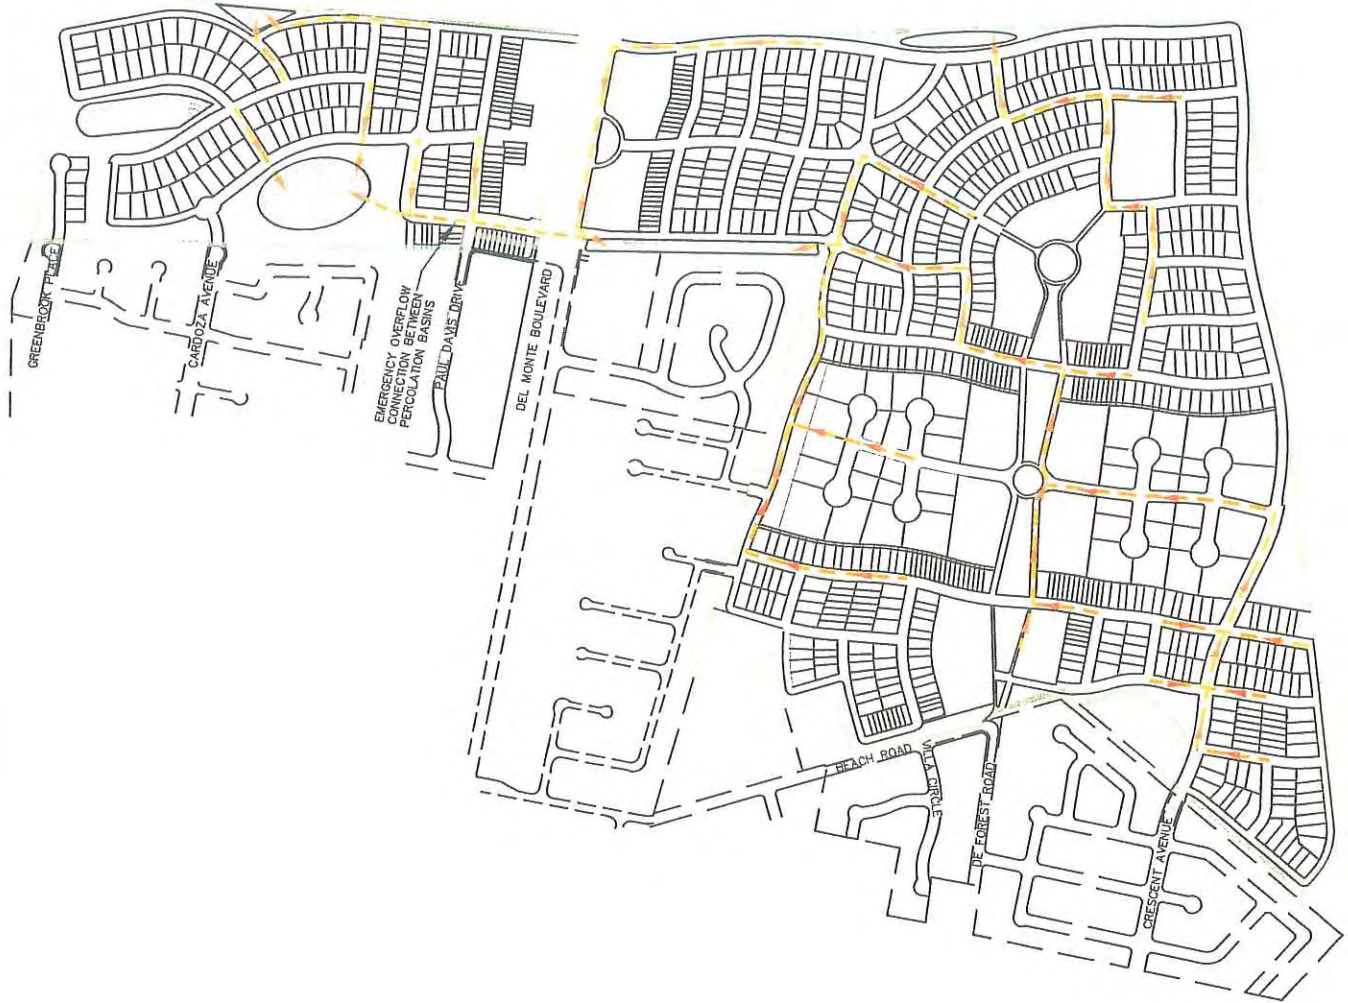 GREENBROOK PLACE
CARDOZA AVENUE
EMERGENCY OVERFLOW
CONNECTION BETWEEN
PERCOLATION BASINS
PAUL DAVIS DRIVE
DEL MONTE BOULEVARD
BEACH ROAD
VILLA CIRCLE
DE FOREST ROAD
CRESCENT AVENUE